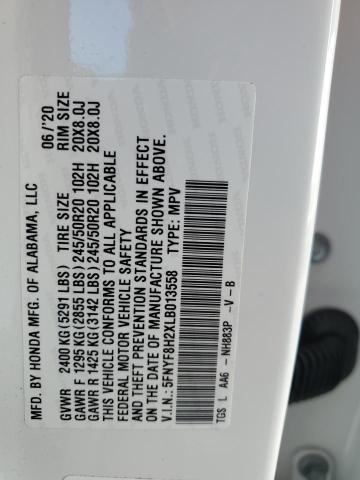 MFD. BY HONDA MFG. OF ALABAMA, LLC 06/'20
GVWR 2400 KG (5291 LBS) TIRE SIZE RIM SIZE
GAWR F 1295 KG (2855 LBS) 245/50R20 102H 20X8.0J
GAWR R 1425 KG (3142 LBS) 245/50R20 102H 20X8.0J
THIS VEHICLE CONFORMS TO ALL APPLICABLE
FEDERAL MOTOR VEHICLE SAFETY
AND THEFT PREVENTION STANDARDS IN EFFECT
ON THE DATE OF MANUFACTURE SHOWN ABOVE.
V.I.N.: 5FNYF8H2XLB013558 TYPE: MPV
TGS L AA6 -NH883P -V-B